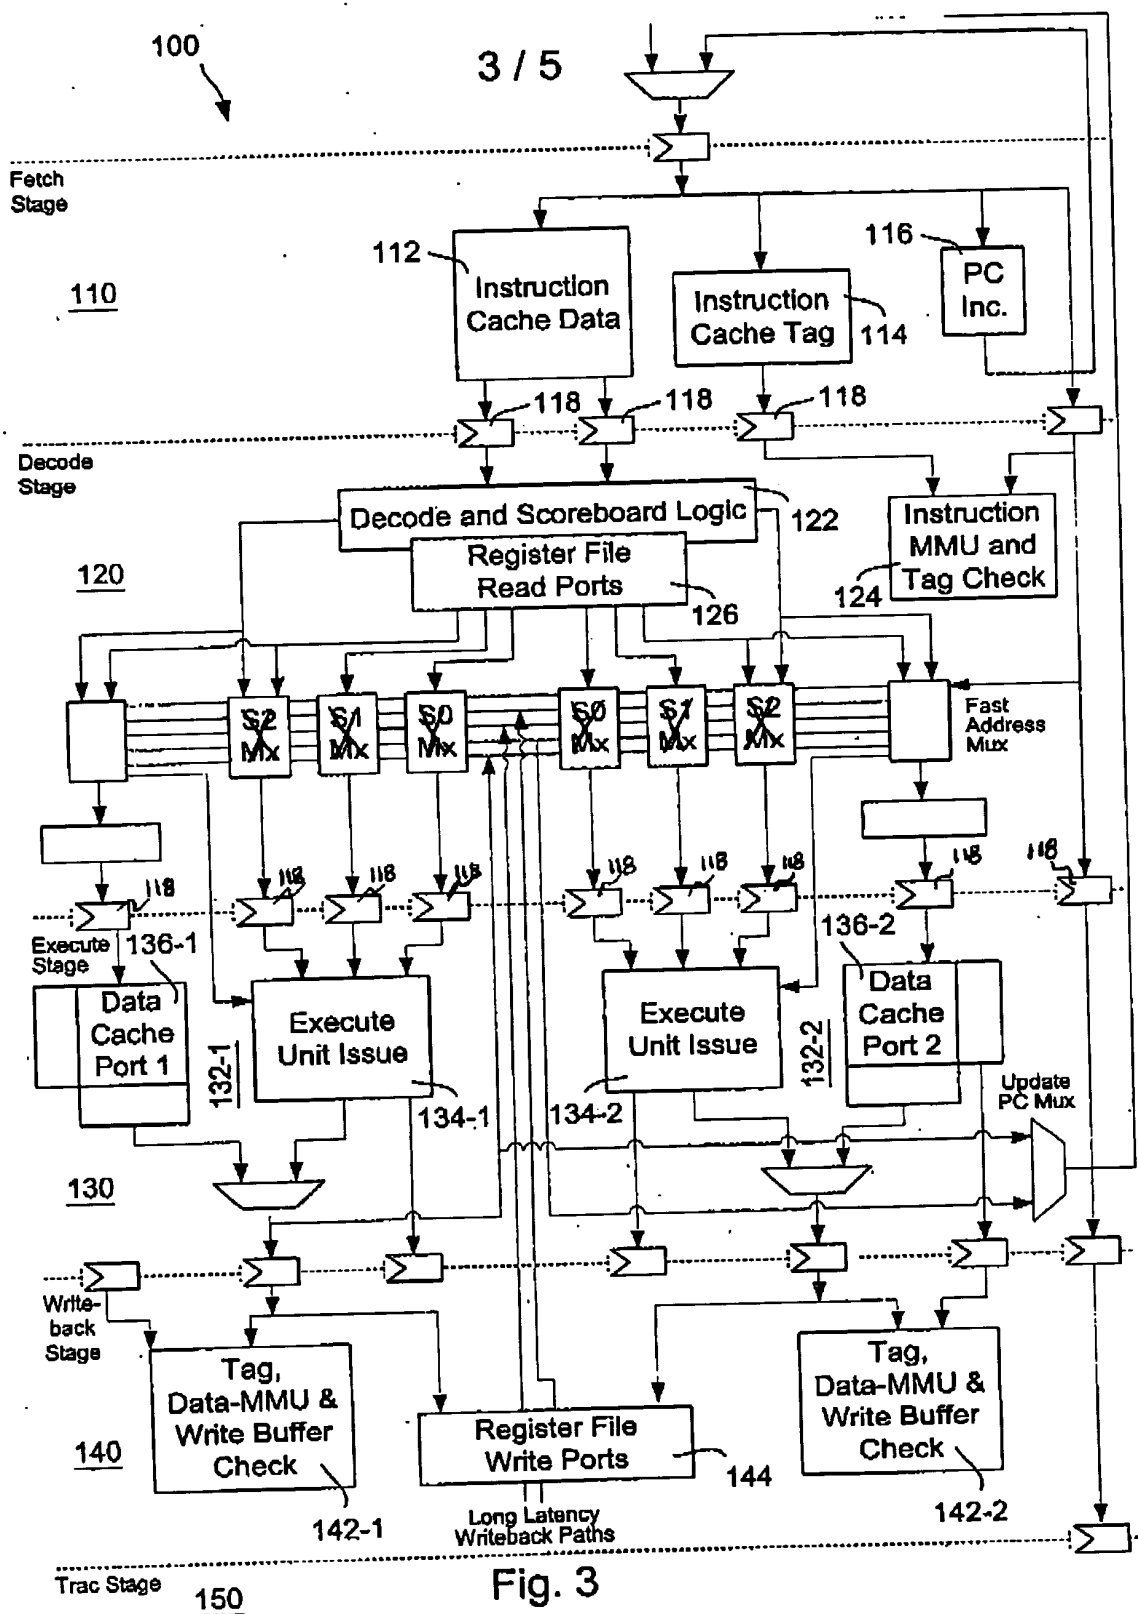 100
3 / 5
Fetch
Stage
110
112
Instruction
Cache Data
Instruction
Cache Tag
114
116
PC
Inc.
118
118
118
Decode
Stage
Decode and Scoreboard Logic
122
Register File
Read Ports
126
Instruction
MMU and
Tag Check
124
120
S2
Mx
S1
Mx
S0
Mx
S0
Mx
S1
Mx
S2
Mx
Fast
Address
Mux
118
118
118
118
118
118
118
118
118
Execute
Stage
136-1
Data
Cache
Port 1
132-1
Execute
Unit Issue
134-1
Execute
Unit Issue
134-2
132-2
136-2
Data
Cache
Port 2
Update
PC Mux
130
Write-
back
Stage
Tag,
Data-MMU &
Write Buffer
Check
142-1
Register File
Write Ports
144
Tag,
Data-MMU &
Write Buffer
Check
142-2
140
Long Latency
Writeback Paths
Trac Stage
150
Fig. 3